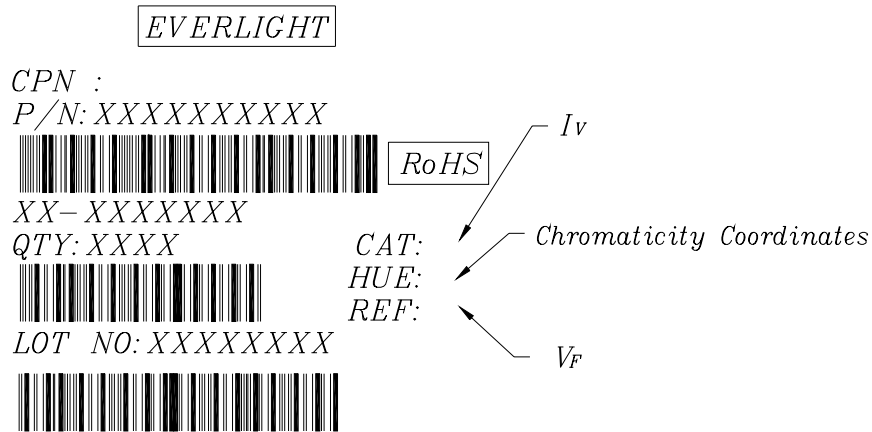 EVERLIGHT
CPN :
P/N: XXXXXXXXXX
RoHS
XX-XXXXXXX
QTY: XXXX
CAT:
HUE:
REF:
LOT NO: XXXXXXXX
Iv
Chromaticity Coordinates
VF